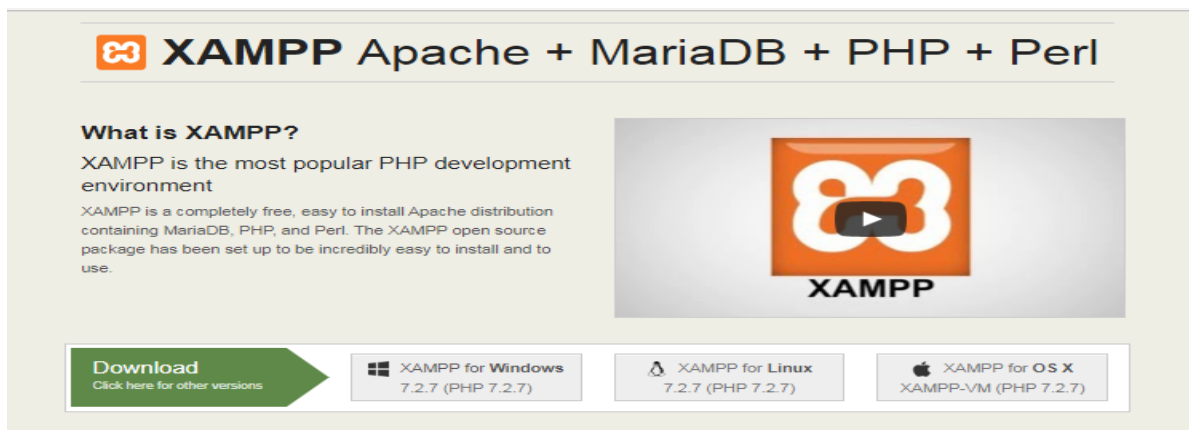 XAMPP Apache + MariaDB + PHP + Perl
What is XAMPP?
XAMPP is the most popular PHP development
environment
XAMPP is a completely free, easy to install Apache distribution
containing MariaDB, PHP, and Perl. The XAMPP open source
package has been set up to be incredibly easy to install and to
use.
XAMPP
Download
Click here for other versions
XAMPP for Windows
7.2.7 (PHP 7.2.7)
XAMPP for Linux
7.2.7 (PHP 7.2.7)
XAMPP for OS X
XAMPP-VM (PHP 7.2.7)